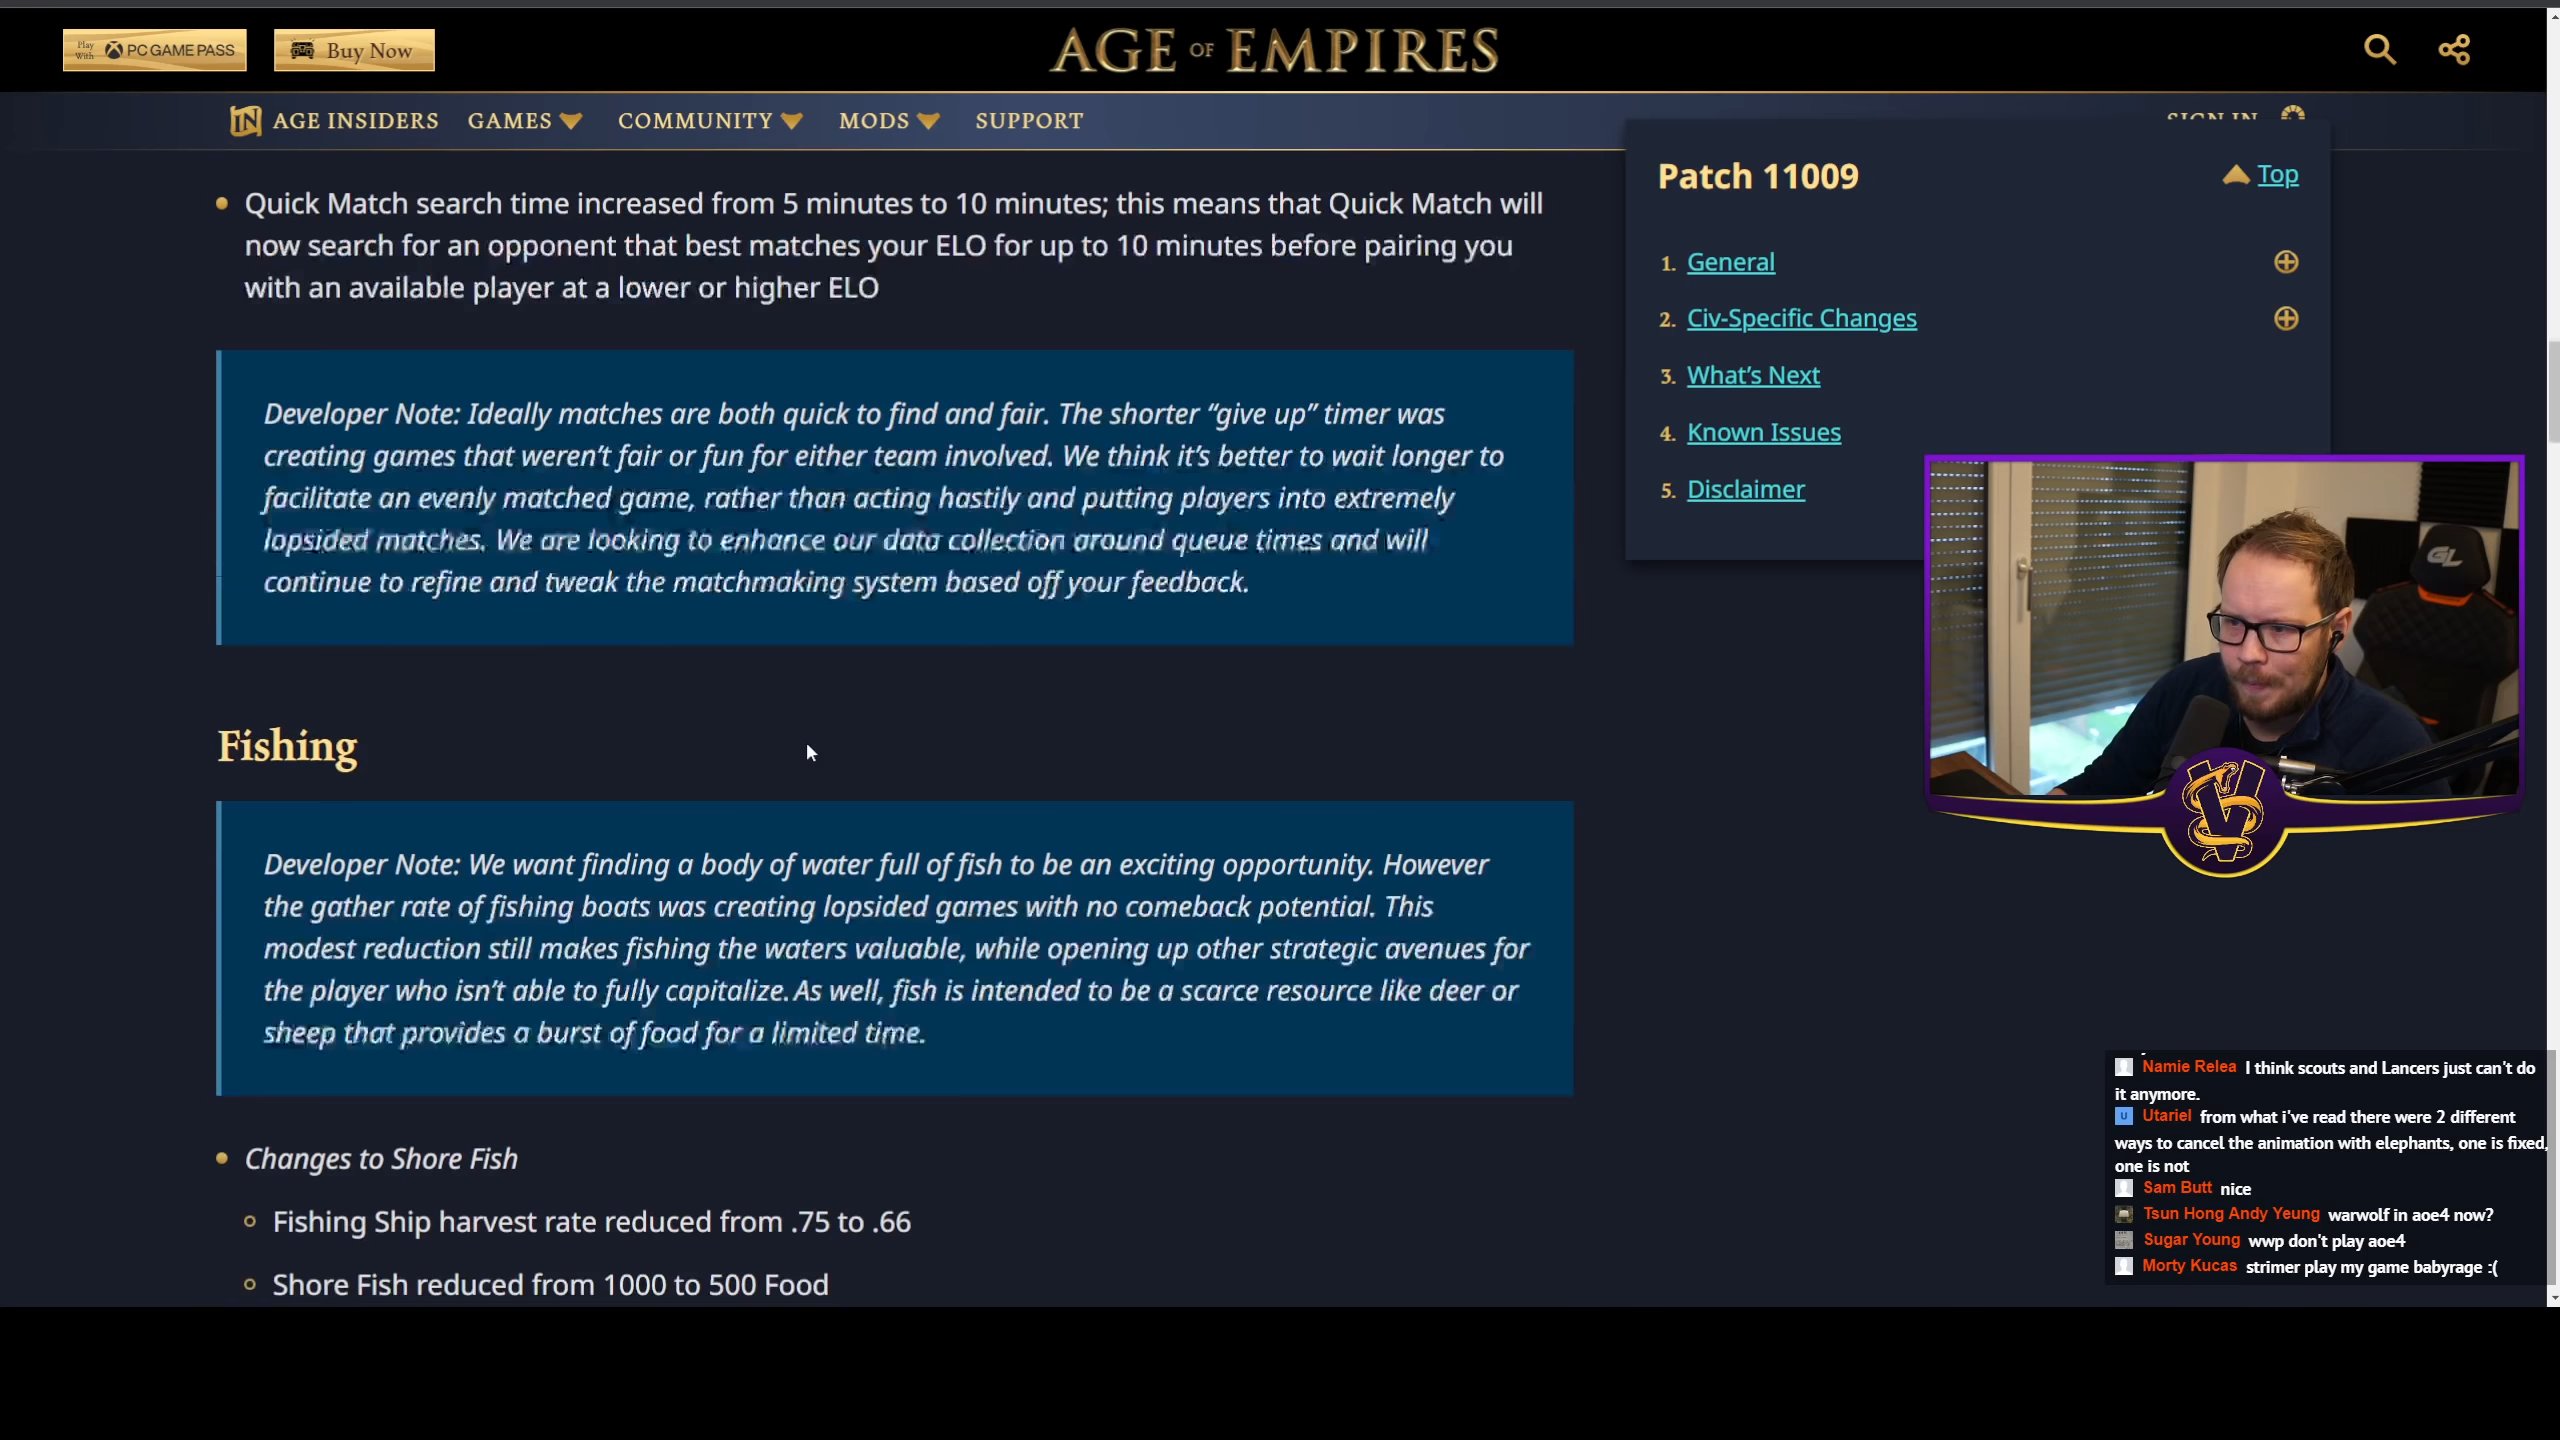 Play With PC GAME PASS
Buy Now
AGE OF EMPIRES
IN AGE INSIDERS
GAMES
COMMUNITY
MODS
SUPPORT
SIGN IN
Quick Match search time increased from 5 minutes to 10 minutes; this means that Quick Match will
now search for an opponent that best matches your ELO for up to 10 minutes before pairing you
with an available player at a lower or higher ELO
Developer Note: Ideally matches are both quick to find and fair. The shorter “give up” timer was
creating games that weren’t fair or fun for either team involved. We think it’s better to wait longer to
facilitate an evenly matched game, rather than acting hastily and putting players into extremely
lopsided matches. We are looking to enhance our data collection around queue times and will
continue to refine and tweak the matchmaking system based off your feedback.
Fishing
Developer Note: We want finding a body of water full of fish to be an exciting opportunity. However
the gather rate of fishing boats was creating lopsided games with no comeback potential. This
modest reduction still makes fishing the waters valuable, while opening up other strategic avenues for
the player who isn’t able to fully capitalize. As well, fish is intended to be a scarce resource like deer or
sheep that provides a burst of food for a limited time.
Changes to Shore Fish
Fishing Ship harvest rate reduced from .75 to .66
Shore Fish reduced from 1000 to 500 Food
Patch 11009
Top
1. General
2. Civ-Specific Changes
3. What’s Next
4. Known Issues
5. Disclaimer
GL
Namie Relea I think scouts and Lancers just can't do
it anymore.
U Utariel from what i've read there were 2 different
ways to cancel the animation with elephants, one is fixed,
one is not
Sam Butt nice
Tsun Hong Andy Yeung warwolf in aoe4 now?
Sugar Young wwp don't play aoe4
Morty Kucas strimer play my game babyrage :(